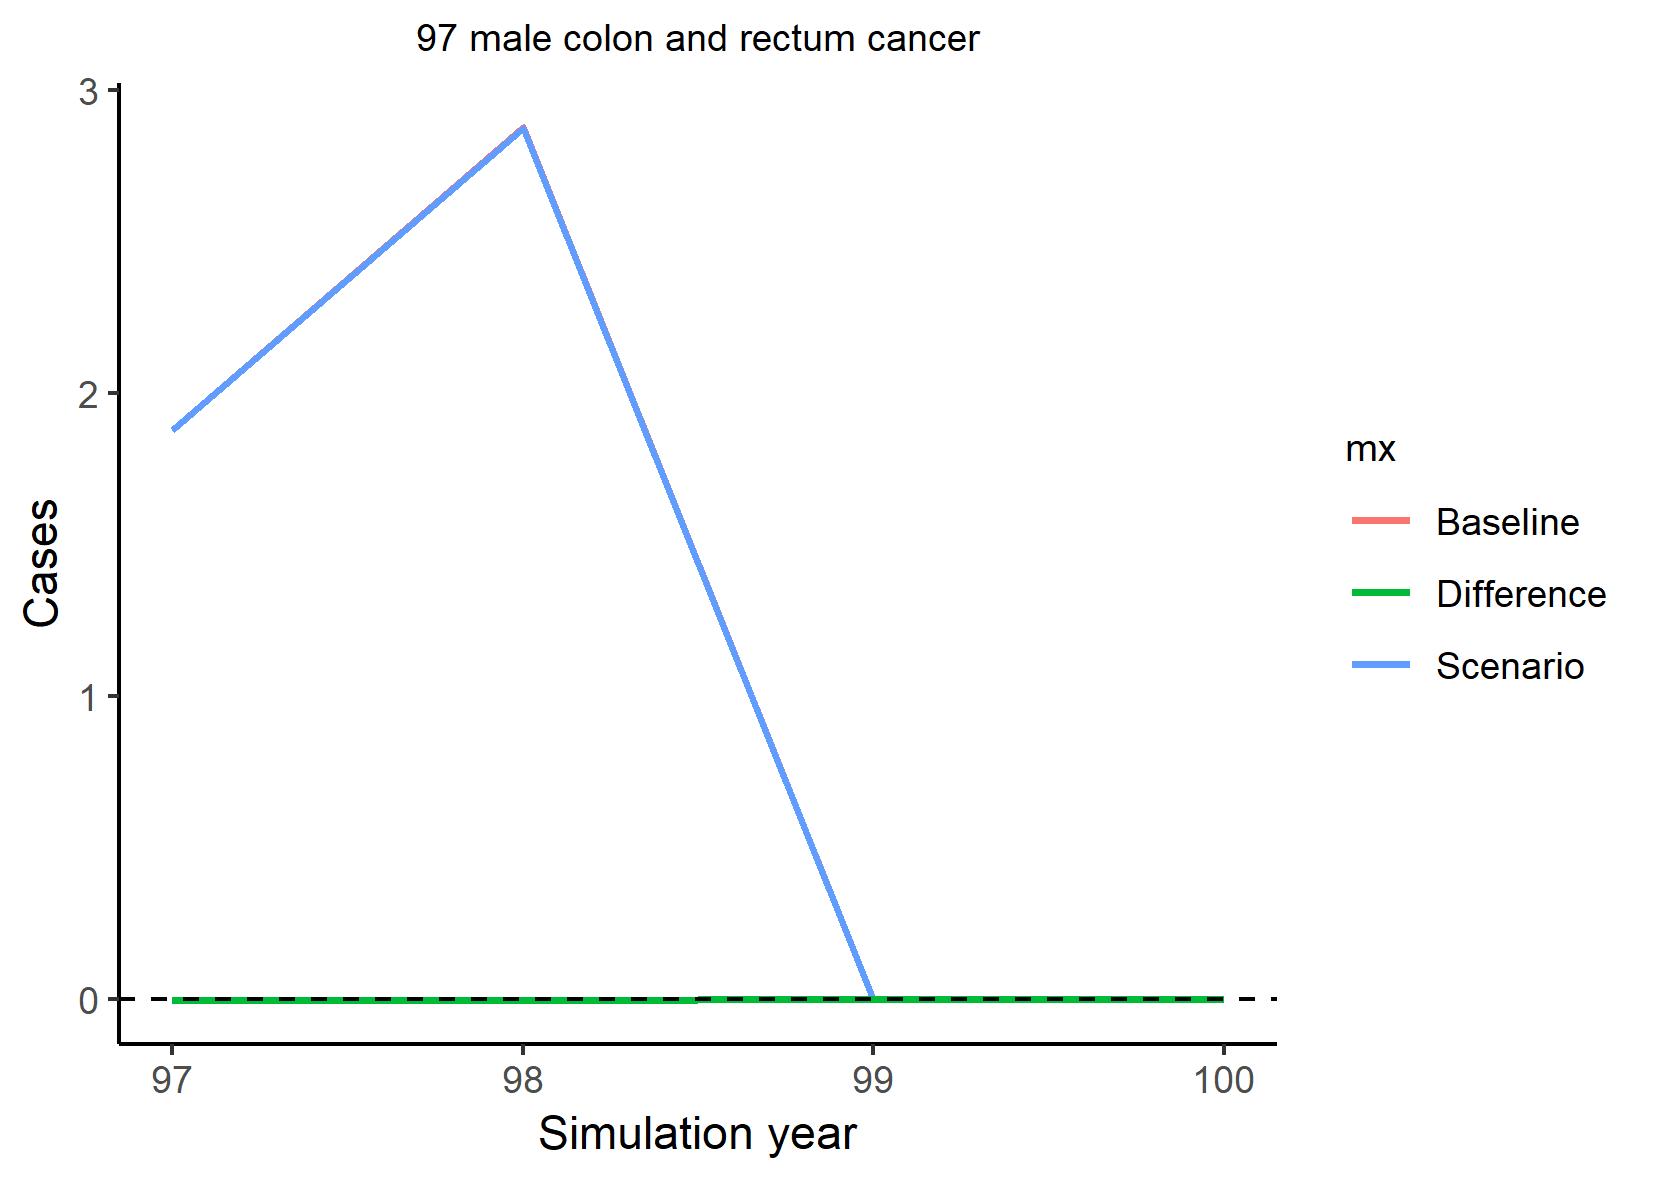 97 male colon and rectum cancer
3
2
1
0
Cases
97 98 99 100
Simulation year
mx
Baseline
Difference
Scenario